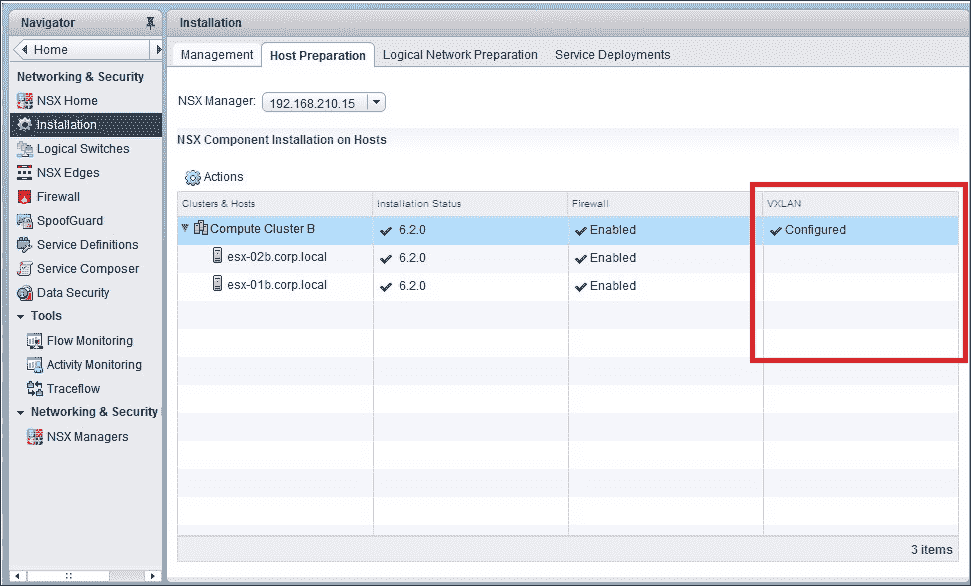 Navigator
Home
Networking & Security
NSX Home
Installation
Logical Switches
NSX Edges
Firewall
SpoofGuard
Service Definitions
Service Composer
Data Security
Tools
Flow Monitoring
Activity Monitoring
Traceflow
Networking & Security
NSX Managers
Installation
Management Host Preparation Logical Network Preparation Service Deployments
NSX Manager: 192.168.210.15
NSX Component Installation on Hosts
Actions
Clusters & Hosts Installation Status Firewall VXLAN
Compute Cluster B 6.2.0 Enabled Configured
esx-02b.corp.local 6.2.0 Enabled
esx-01b.corp.local 6.2.0 Enabled
3 items